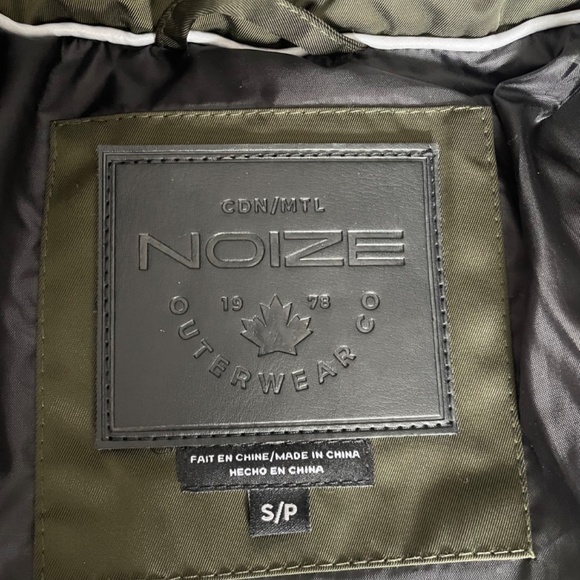 CDN/MTL
NOIZE
19 78
OUTERWEAR CO
FAIT EN CHINE/MADE IN CHINA
HECHO EN CHINA
S/P